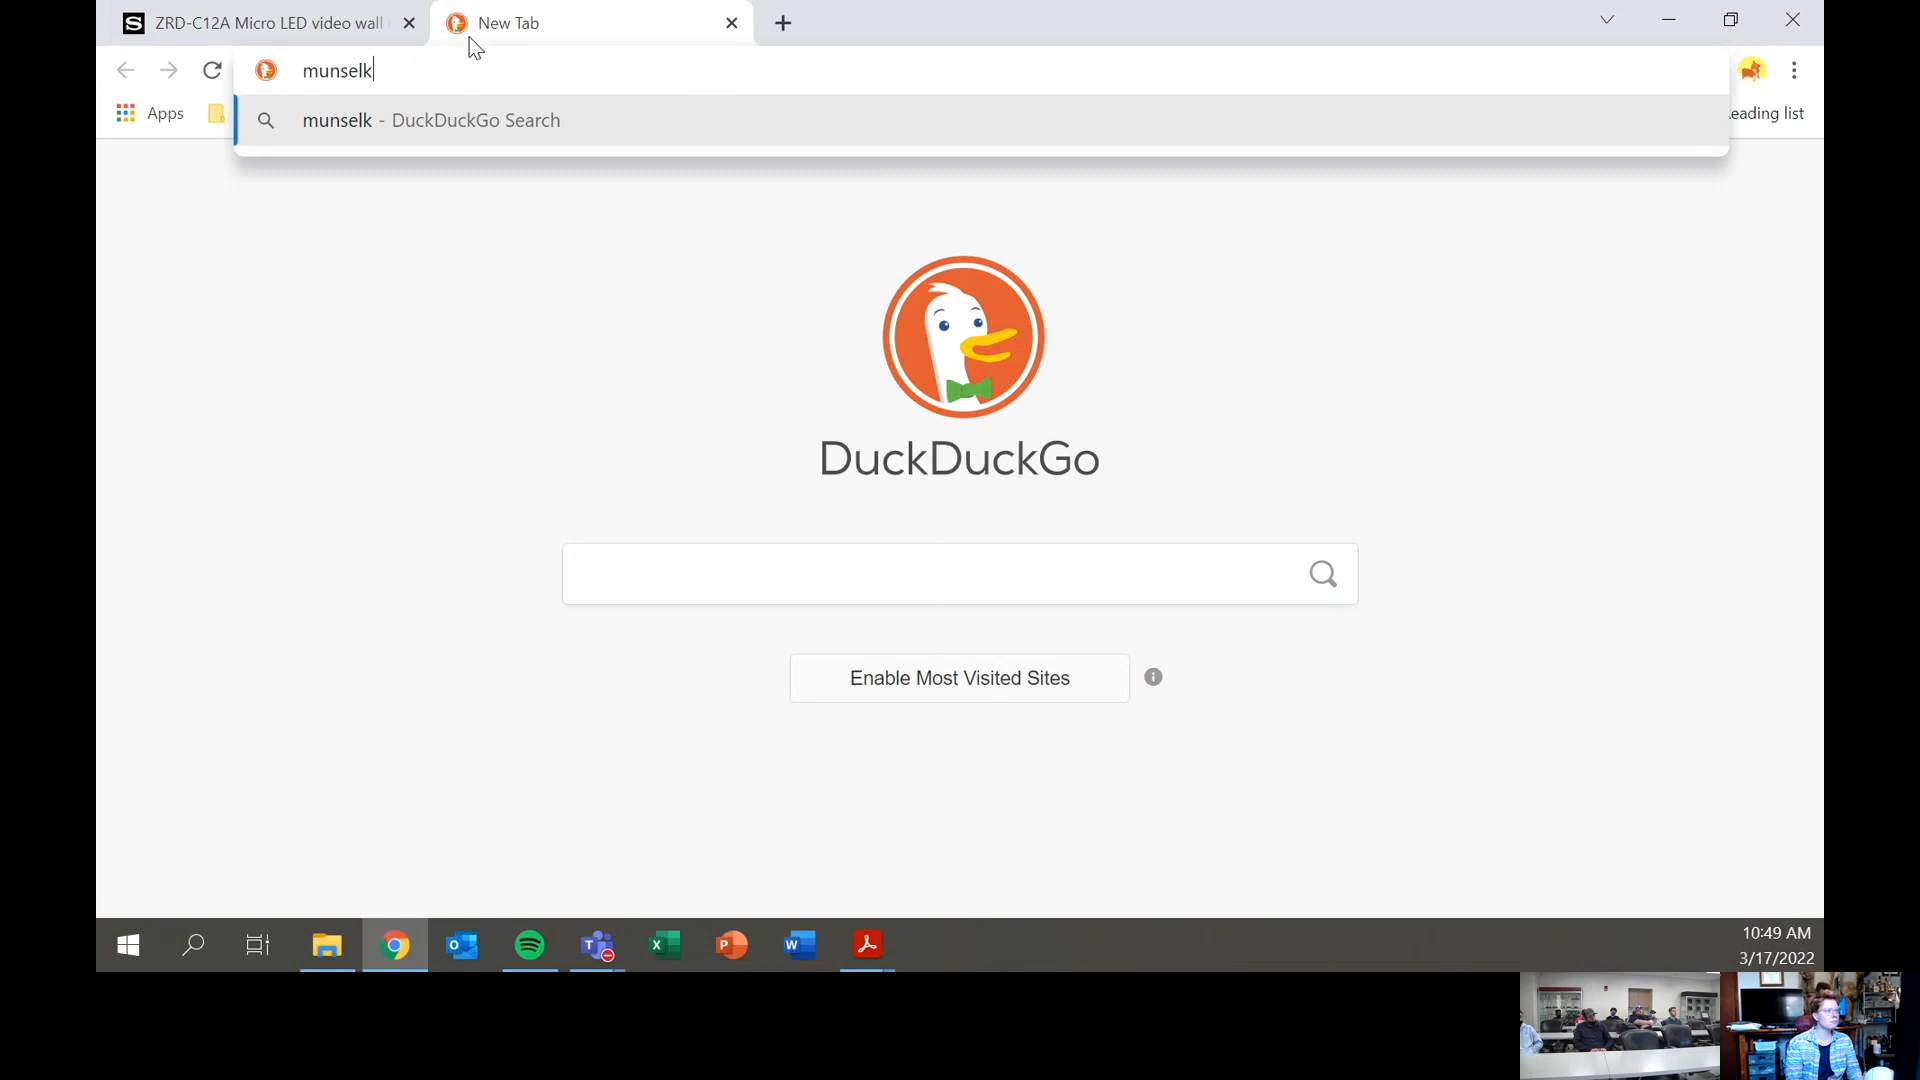 ZRD-C12A Micro LED video wall
New Tab
munselk
Apps
munselk - DuckDuckGo Search
eading list
DuckDuckGo
Enable Most Visited Sites
10:49 AM
3/17/2022